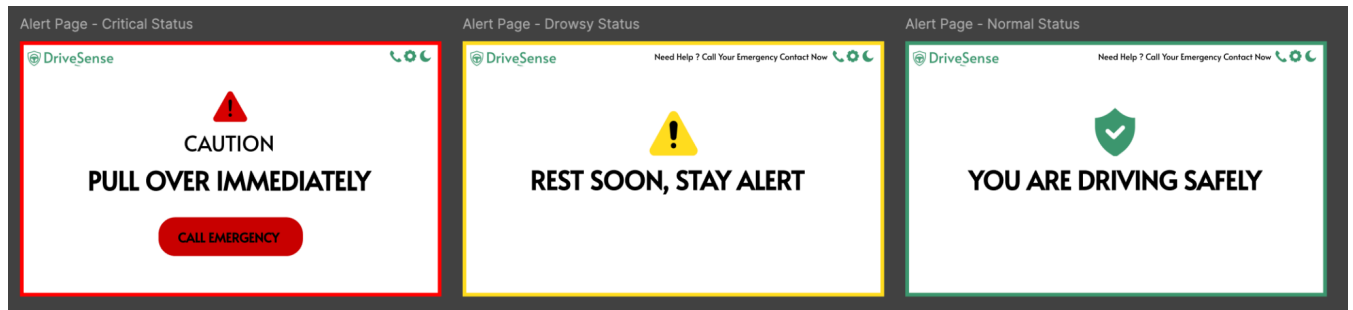 Alert Page - Critical Status
DriveSense
CAUTION
PULL OVER IMMEDIATELY
CALL EMERGENCY
Alert Page - Drowsy Status
DriveSense
Need Help ? Call Your Emergency Contact Now
REST SOON, STAY ALERT
Alert Page - Normal Status
DriveSense
Need Help ? Call Your Emergency Contact Now
YOU ARE DRIVING SAFELY